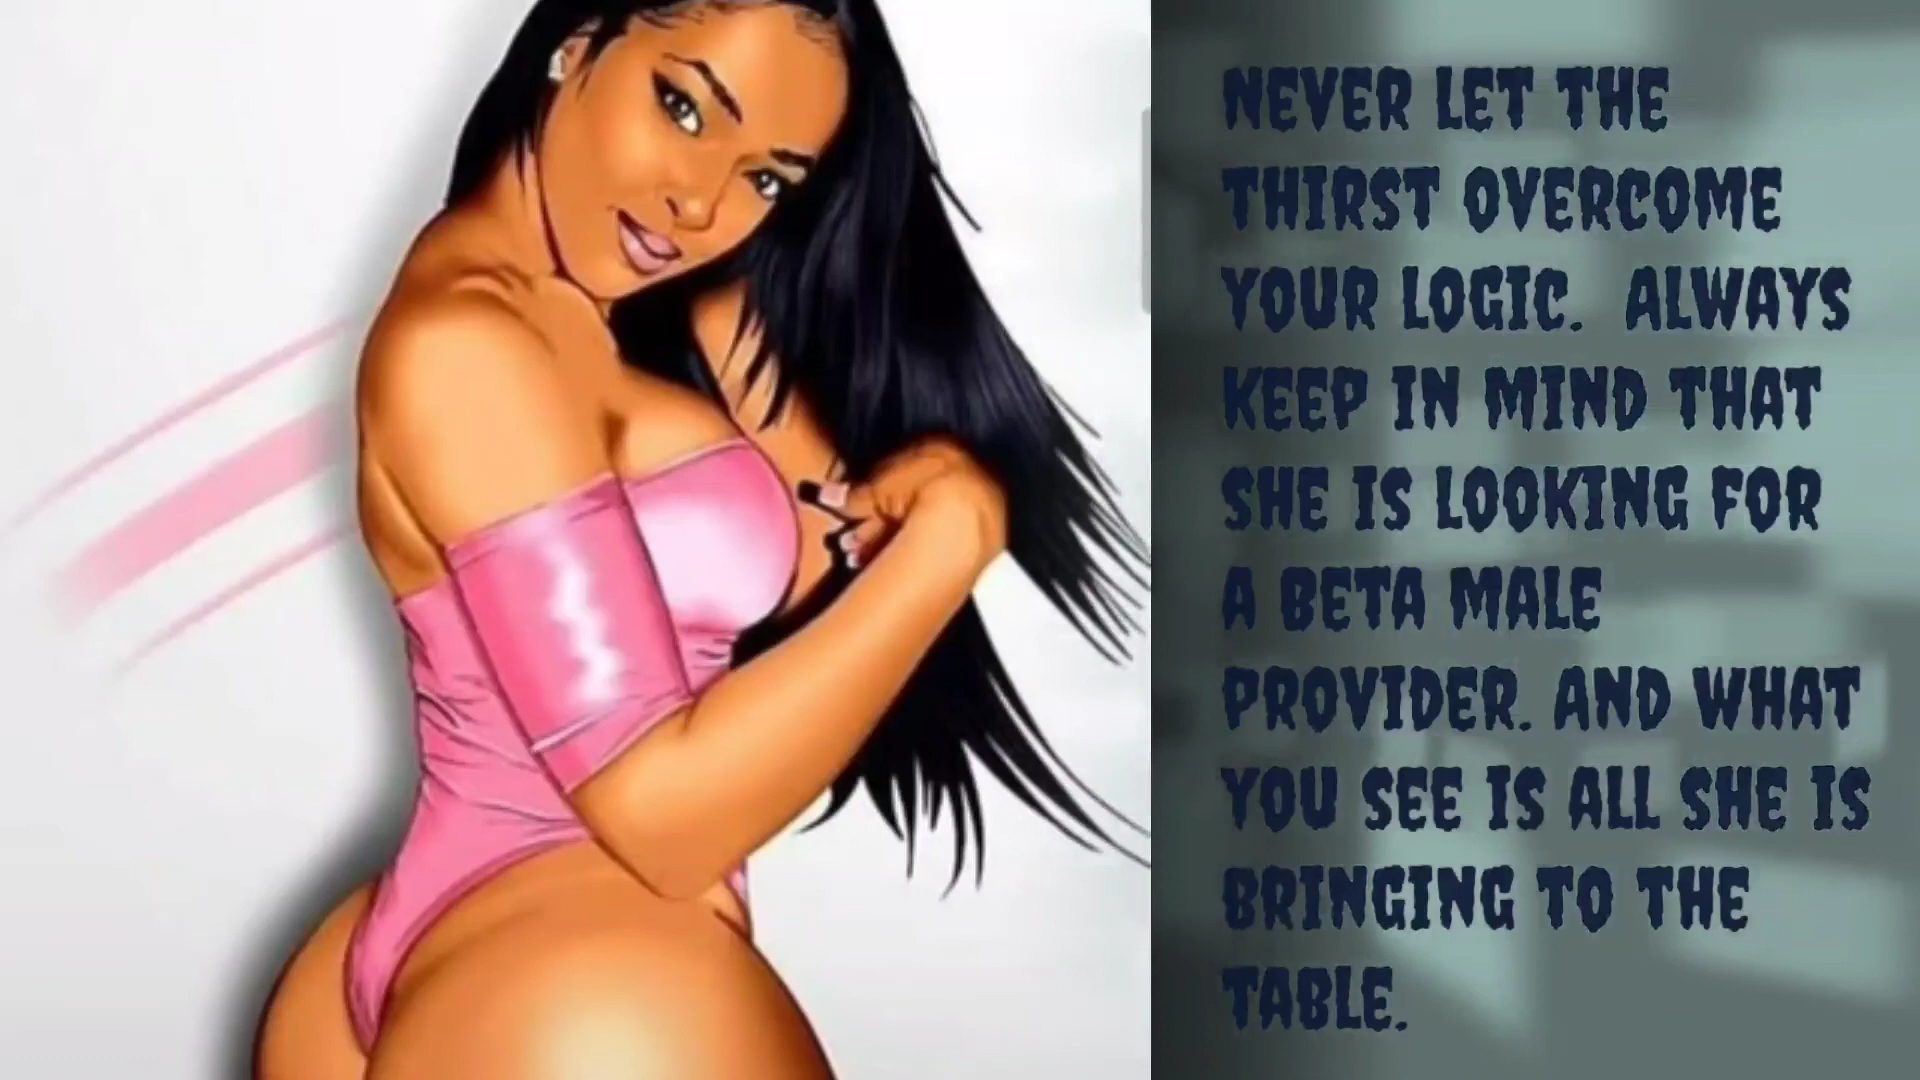 NEVER LET THE
THIRST OVERCOME
YOUR LOGIC. ALWAYS
KEEP IN MIND THAT
SHE IS LOOKING FOR
A BETA MALE
PROVIDER. AND WHAT
YOU SEE IS ALL SHE IS
BRINGING TO THE
TABLE.